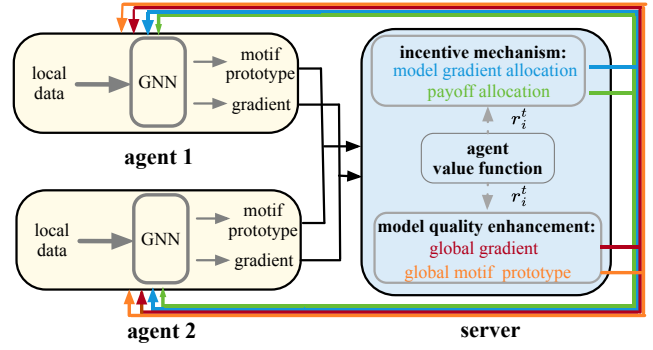 local
data
GNN
motif
prototype
gradient
agent 1
local
data
GNN
motif
prototype
gradient
agent 2
incentive mechanism:
model gradient allocation
payoff allocation
r_i^t
agent
value function
r_i^t
model quality enhancement:
global gradient
global motif prototype
server